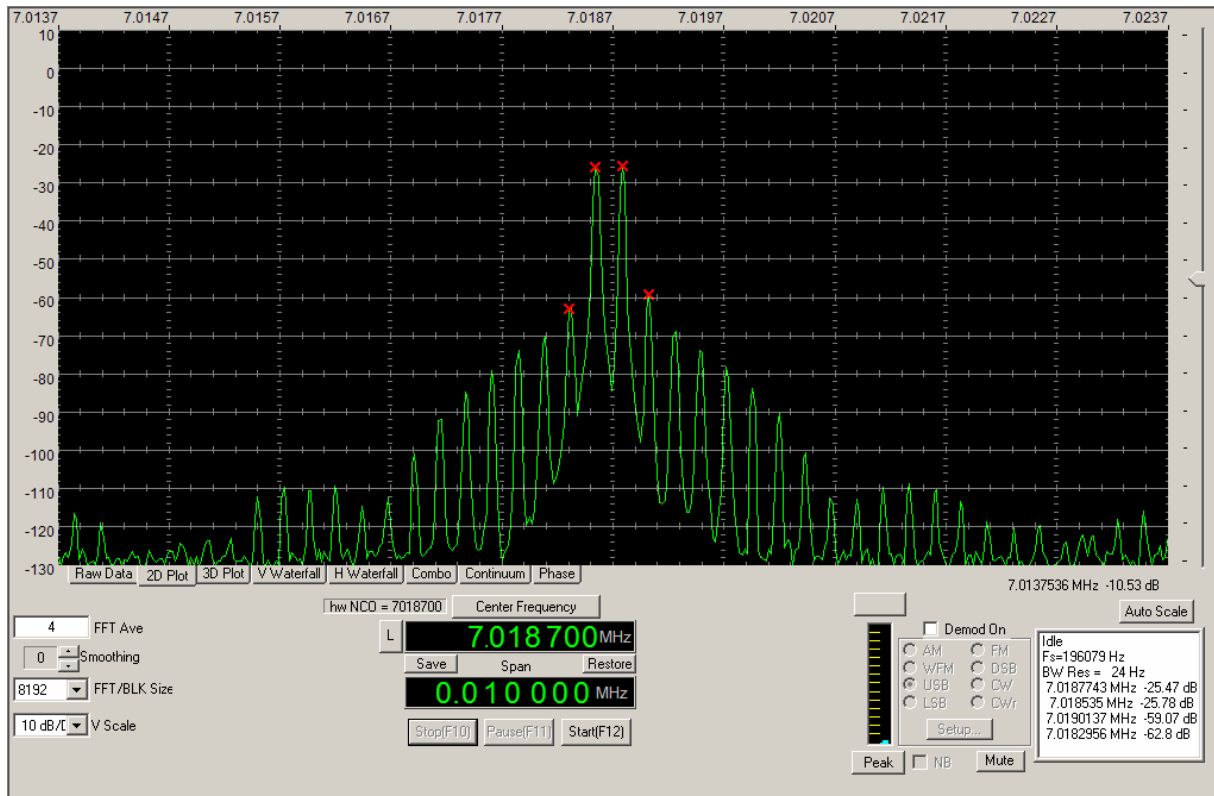 7.0137 7.0147 7.0157 7.0167 7.0177 7.0187 7.0197 7.0207 7.0217 7.0227 7.0237
10
0
-10
-20
-30
-40
-50
-60
-70
-80
-90
-100
-110
-120
-130
Raw Data 2D Plot 3D Plot V Waterfall H Waterfall Combo Continuum Phase
7.0137536 MHz -10.53 dB
hw NCO = 7018700 Center Frequency
Auto Scale
4 FFT Ave
L 7.018 700 MHz
Demod On
0 Smoothing
Save Span Restore
8192 FFT/BLK Size
0.010 000 MHz
10 dB/D V Scale
Stop(F10) Pause(F11) Start(F12)
AM FM
WFM DSB
USB CW
LSB CWr
Setup...
Peak NB Mute
Idle
Fs=196079 Hz
BW Res = 24 Hz
7.0187743 MHz -25.47 dB
7.018535 MHz -25.78 dB
7.0190137 MHz -59.07 dB
7.0182956 MHz -62.8 dB